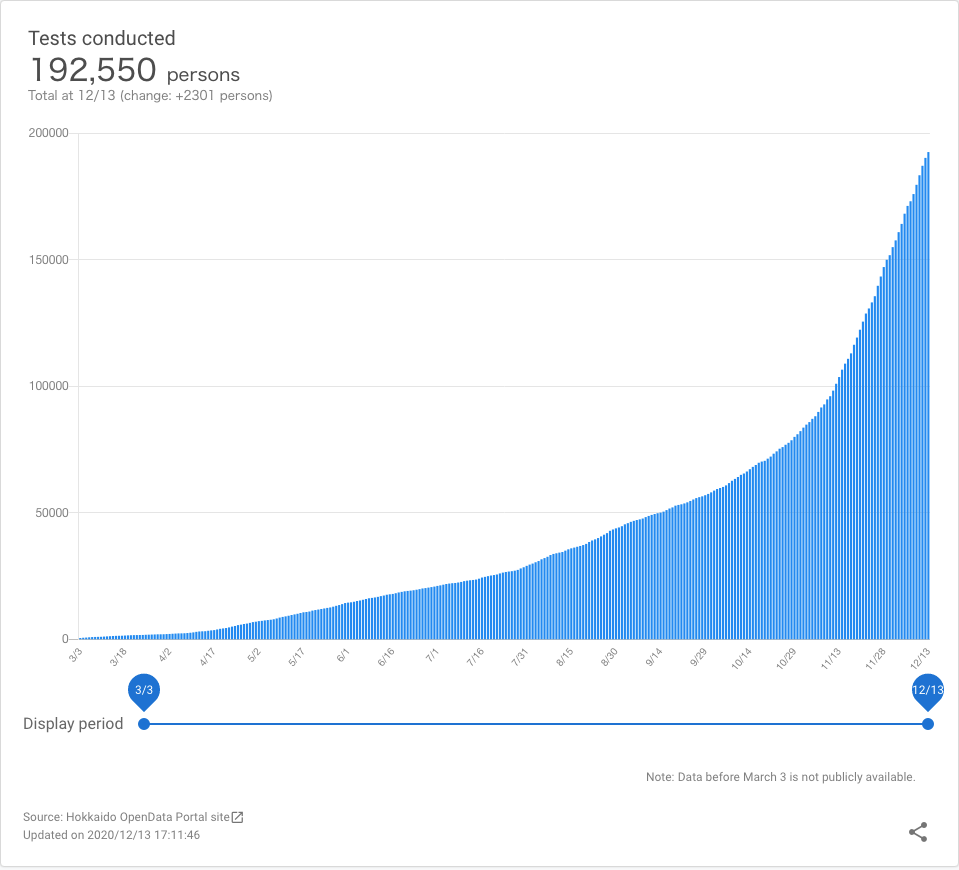 Tests conducted
192,550 persons
Total at 12/13 (change: +2301 persons)
200000
150000
100000
50000
0
3/3 3/18 4/2 4/17 5/2 5/17 6/1 6/16 7/1 7/16 7/31 8/15 8/30 9/14 9/29 10/14 10/29 11/13 11/28 12/13
3/3 12/13
Display period
Note: Data before March 3 is not publicly available.
Source: Hokkaido OpenData Portal site
Updated on 2020/12/13 17:11:46